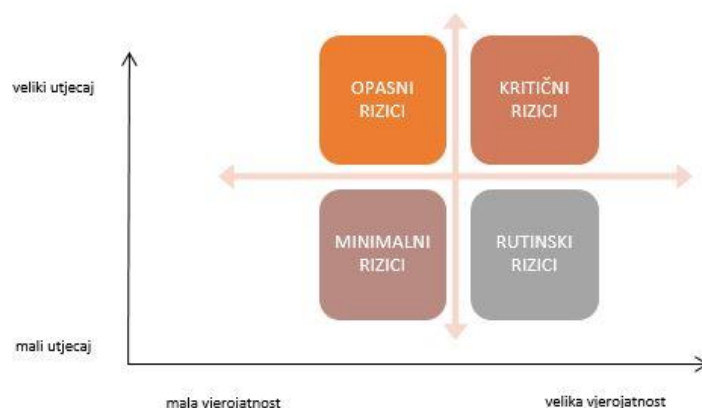 veliki utjecaj
OPASNI
RIZICI
KRITIČNI
RIZICI
MINIMALNI
RIZICI
RUTINSKI
RIZICI
mali utjecaj
mala vjerojatnost
velika vjerojatnost